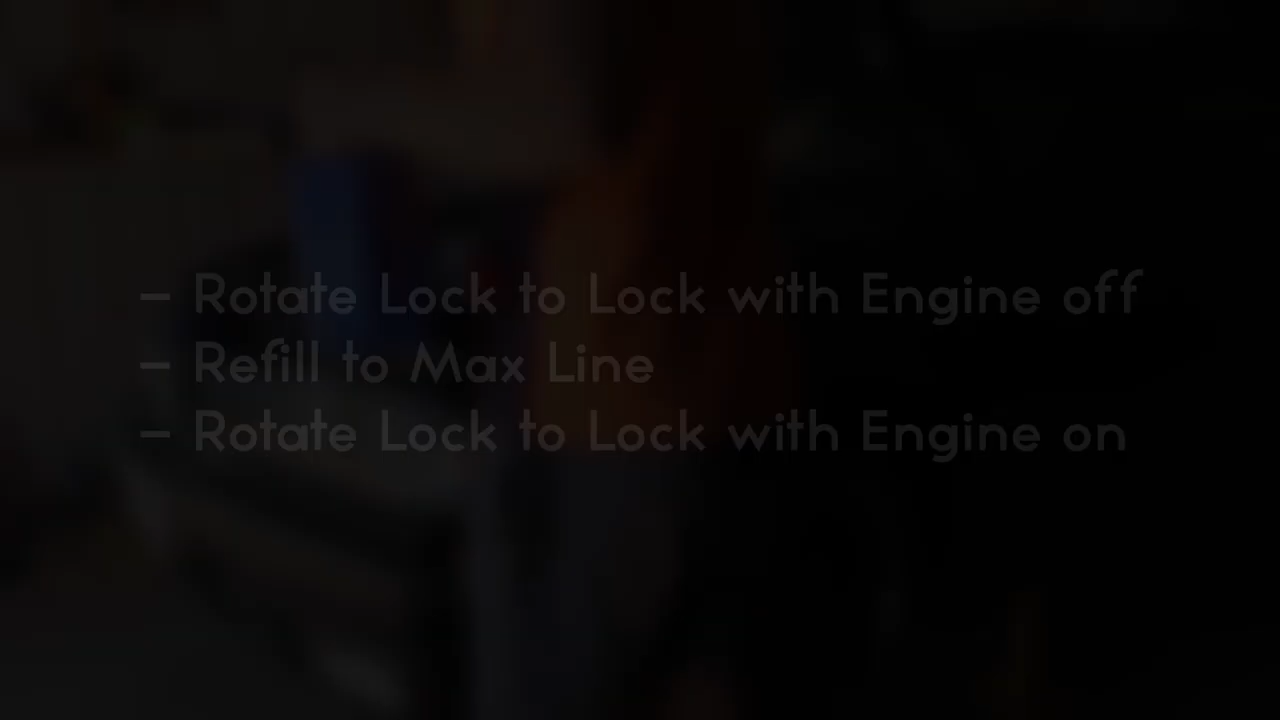 – Rotate Lock to Lock with Engine off
– Refill to Max Line
– Rotate Lock to Lock with Engine on